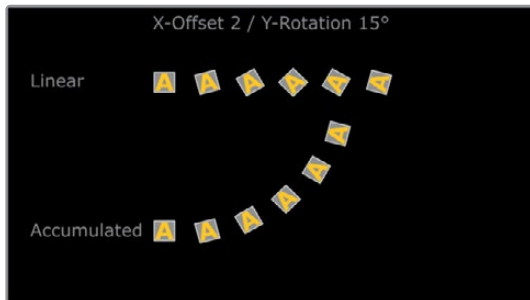 X-Offset 2 / Y-Rotation 15°
Linear A A A A A A
A
A
A
Accumulated A A A